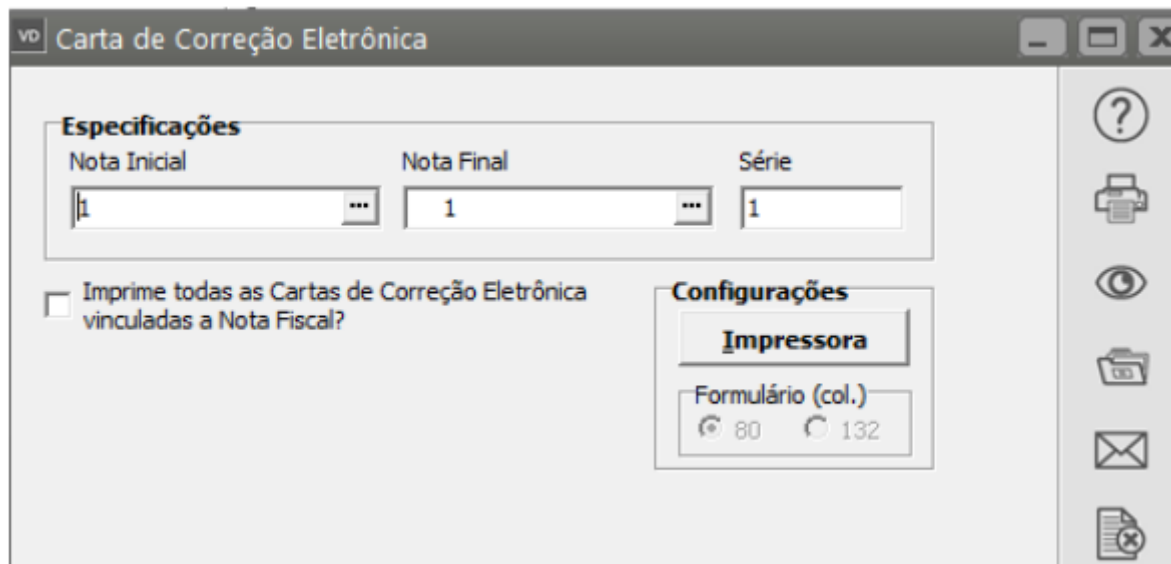 VD Carta de Correção Eletrônica
Especificações
Nota Inicial Nota Final Série
1 ... 1 ... 1
Imprime todas as Cartas de Correção Eletrônica
vinculadas a Nota Fiscal?
Configurações
Impressora
Formulário (col.)
80 132